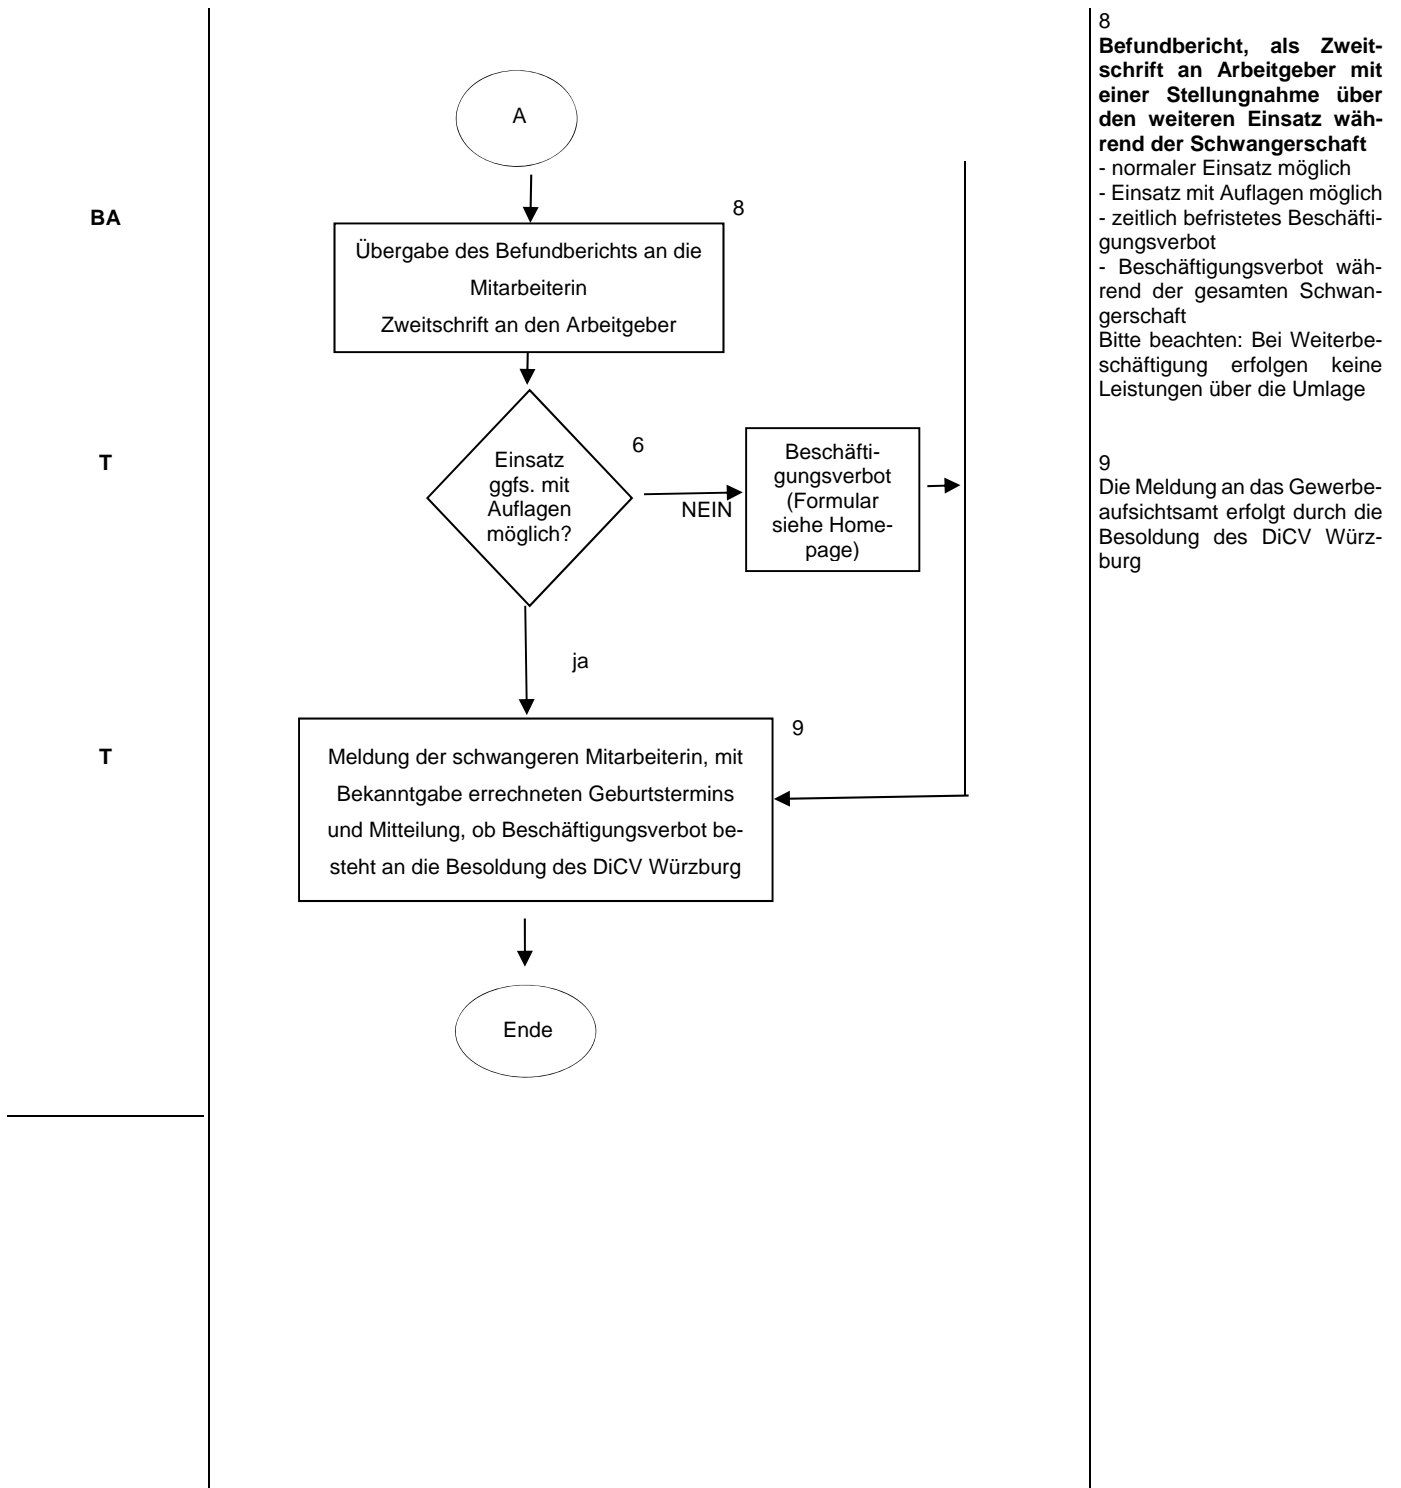 A
BA
8
Übergabe des Befundberichts an die
Mitarbeiterin
Zweitschrift an den Arbeitgeber
T
Einsatz
ggfs. mit
Auflagen
möglich?
6
NEIN
Beschäfti-
gungsverbot
(Formular
siehe Home-
page)
ja
T
9
Meldung der schwangeren Mitarbeiterin, mit
Bekanntgabe errechneten Geburtstermins
und Mitteilung, ob Beschäftigungsverbot be-
steht an die Besoldung des DiCV Würzburg
Ende
8
Befundbericht, als Zweit-
schrift an Arbeitgeber mit
einer Stellungnahme über
den weiteren Einsatz wäh-
rend der Schwangerschaft
- normaler Einsatz möglich
- Einsatz mit Auflagen möglich
- zeitlich befristetes Beschäfti-
gungsverbot
- Beschäftigungsverbot wäh-
rend der gesamten Schwan-
gerschaft
Bitte beachten: Bei Weiterbe-
schäftigung erfolgen keine
Leistungen über die Umlage
9
Die Meldung an das Gewerbe-
aufsichtsamt erfolgt durch die
Besoldung des DiCV Würz-
burg